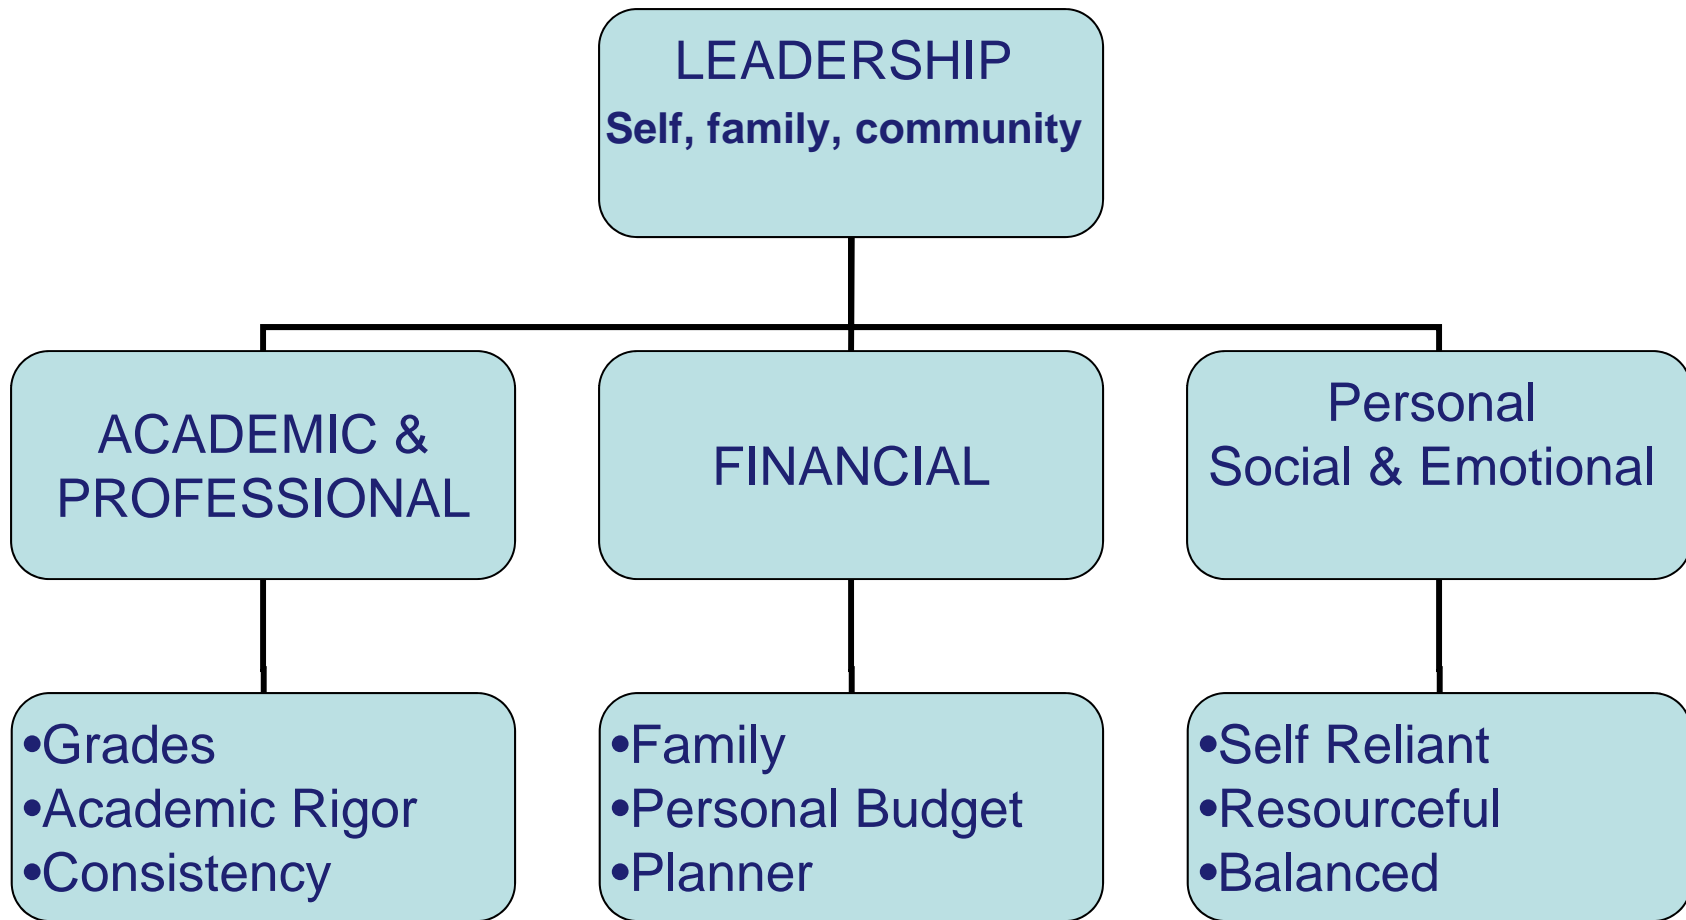 LEADERSHIP
Self, family, community
ACADEMIC &
PROFESSIONAL
FINANCIAL
Personal
Social & Emotional
•Grades
•Academic Rigor
•Consistency
•Family
•Personal Budget
•Planner
•Self Reliant
•Resourceful
•Balanced